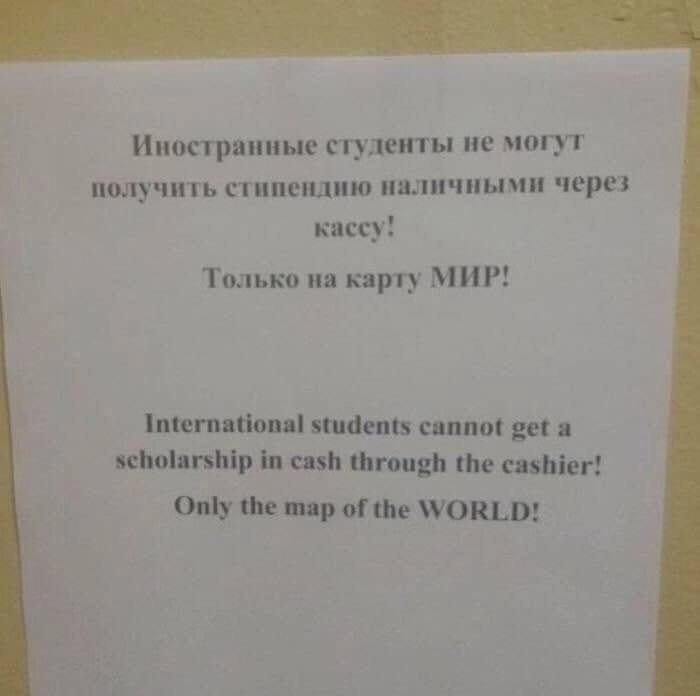 Иностранные студенты не могут
получить стипендию наличными через
кассу!
Только на карту МИР!
International students cannot get a
scholarship in cash through the cashier!
Only the map of the WORLD!